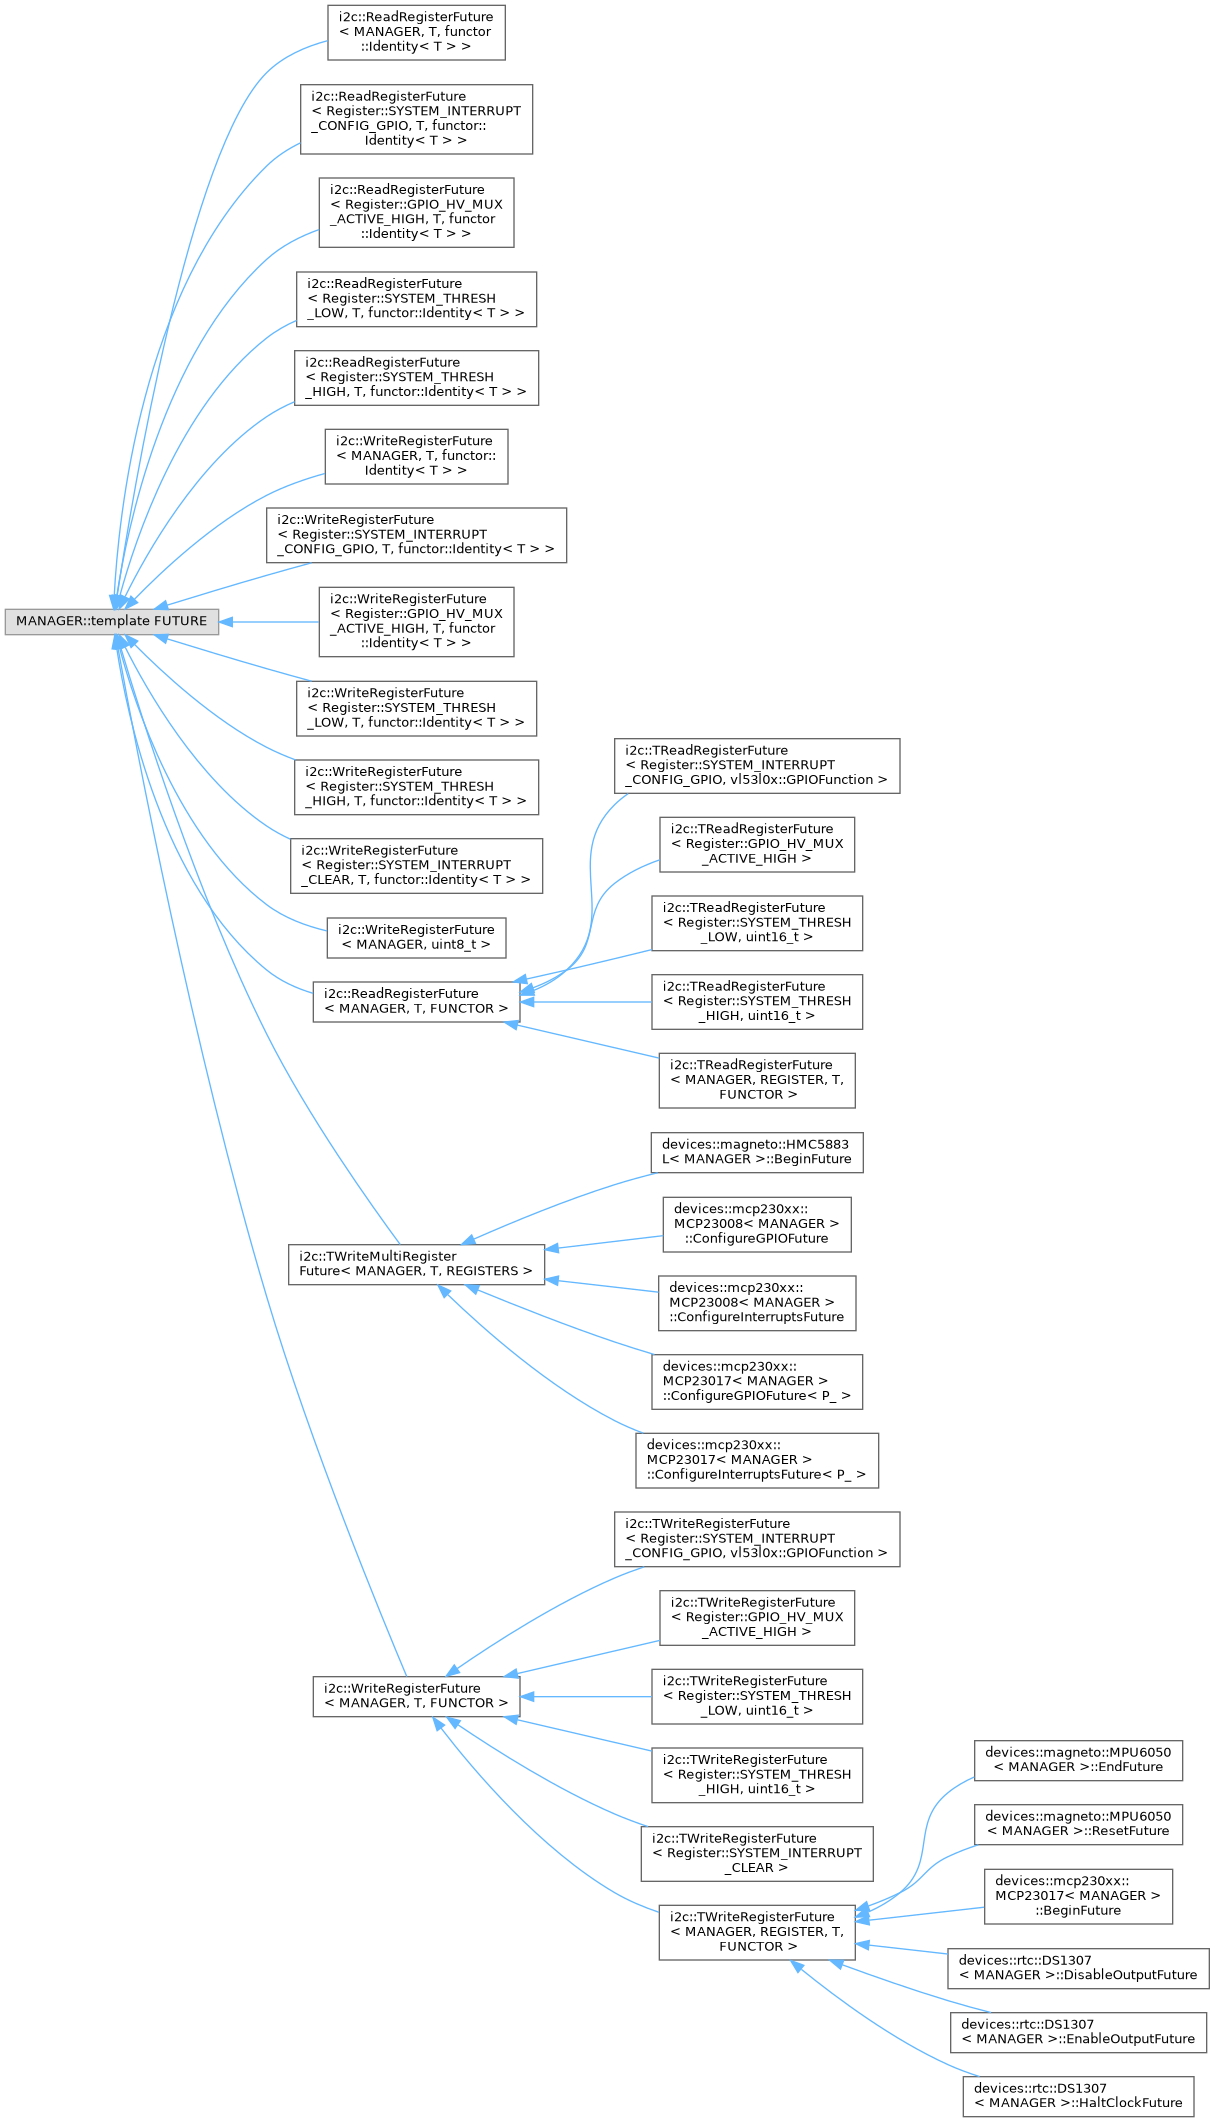 i2c::ReadRegisterFuture
< MANAGER, T, functor
::Identity< T > >
i2c::ReadRegisterFuture
< Register::SYSTEM_INTERRUPT
_CONFIG_GPIO, T, functor::
Identity< T > >
i2c::ReadRegisterFuture
< Register::GPIO_HV_MUX
_ACTIVE_HIGH, T, functor
::Identity< T > >
i2c::ReadRegisterFuture
< Register::SYSTEM_THRESH
_LOW, T, functor::Identity< T > >
i2c::ReadRegisterFuture
< Register::SYSTEM_THRESH
_HIGH, T, functor::Identity< T > >
i2c::WriteRegisterFuture
< MANAGER, T, functor::
Identity< T > >
i2c::WriteRegisterFuture
< Register::SYSTEM_INTERRUPT
_CONFIG_GPIO, T, functor::Identity< T > >
MANAGER::template FUTURE
i2c::WriteRegisterFuture
< Register::GPIO_HV_MUX
_ACTIVE_HIGH, T, functor
::Identity< T > >
i2c::WriteRegisterFuture
< Register::SYSTEM_THRESH
_LOW, T, functor::Identity< T > >
i2c::WriteRegisterFuture
< Register::SYSTEM_THRESH
_HIGH, T, functor::Identity< T > >
i2c::WriteRegisterFuture
< Register::SYSTEM_INTERRUPT
_CLEAR, T, functor::Identity< T > >
i2c::WriteRegisterFuture
< MANAGER, uint8_t >
i2c::ReadRegisterFuture
< MANAGER, T, FUNCTOR >
i2c::TReadRegisterFuture
< Register::SYSTEM_INTERRUPT
_CONFIG_GPIO, vl53l0x::GPIOFunction >
i2c::TReadRegisterFuture
< Register::GPIO_HV_MUX
_ACTIVE_HIGH >
i2c::TReadRegisterFuture
< Register::SYSTEM_THRESH
_LOW, uint16_t >
i2c::TReadRegisterFuture
< Register::SYSTEM_THRESH
_HIGH, uint16_t >
i2c::TReadRegisterFuture
< MANAGER, REGISTER, T,
FUNCTOR >
i2c::TWriteMultiRegister
Future< MANAGER, T, REGISTERS >
devices::magneto::HMC5883
L< MANAGER >::BeginFuture
devices::mcp230xx::
MCP23008< MANAGER >
::ConfigureGPIOFuture
devices::mcp230xx::
MCP23008< MANAGER >
::ConfigureInterruptsFuture
devices::mcp230xx::
MCP23017< MANAGER >
::ConfigureGPIOFuture< P_ >
devices::mcp230xx::
MCP23017< MANAGER >
::ConfigureInterruptsFuture< P_ >
i2c::WriteRegisterFuture
< MANAGER, T, FUNCTOR >
i2c::TWriteRegisterFuture
< Register::SYSTEM_INTERRUPT
_CONFIG_GPIO, vl53l0x::GPIOFunction >
i2c::TWriteRegisterFuture
< Register::GPIO_HV_MUX
_ACTIVE_HIGH >
i2c::TWriteRegisterFuture
< Register::SYSTEM_THRESH
_LOW, uint16_t >
i2c::TWriteRegisterFuture
< Register::SYSTEM_THRESH
_HIGH, uint16_t >
i2c::TWriteRegisterFuture
< Register::SYSTEM_INTERRUPT
_CLEAR >
i2c::TWriteRegisterFuture
< MANAGER, REGISTER, T,
FUNCTOR >
devices::magneto::MPU6050
< MANAGER >::EndFuture
devices::magneto::MPU6050
< MANAGER >::ResetFuture
devices::mcp230xx::
MCP23017< MANAGER >
::BeginFuture
devices::rtc::DS1307
< MANAGER >::DisableOutputFuture
devices::rtc::DS1307
< MANAGER >::EnableOutputFuture
devices::rtc::DS1307
< MANAGER >::HaltClockFuture